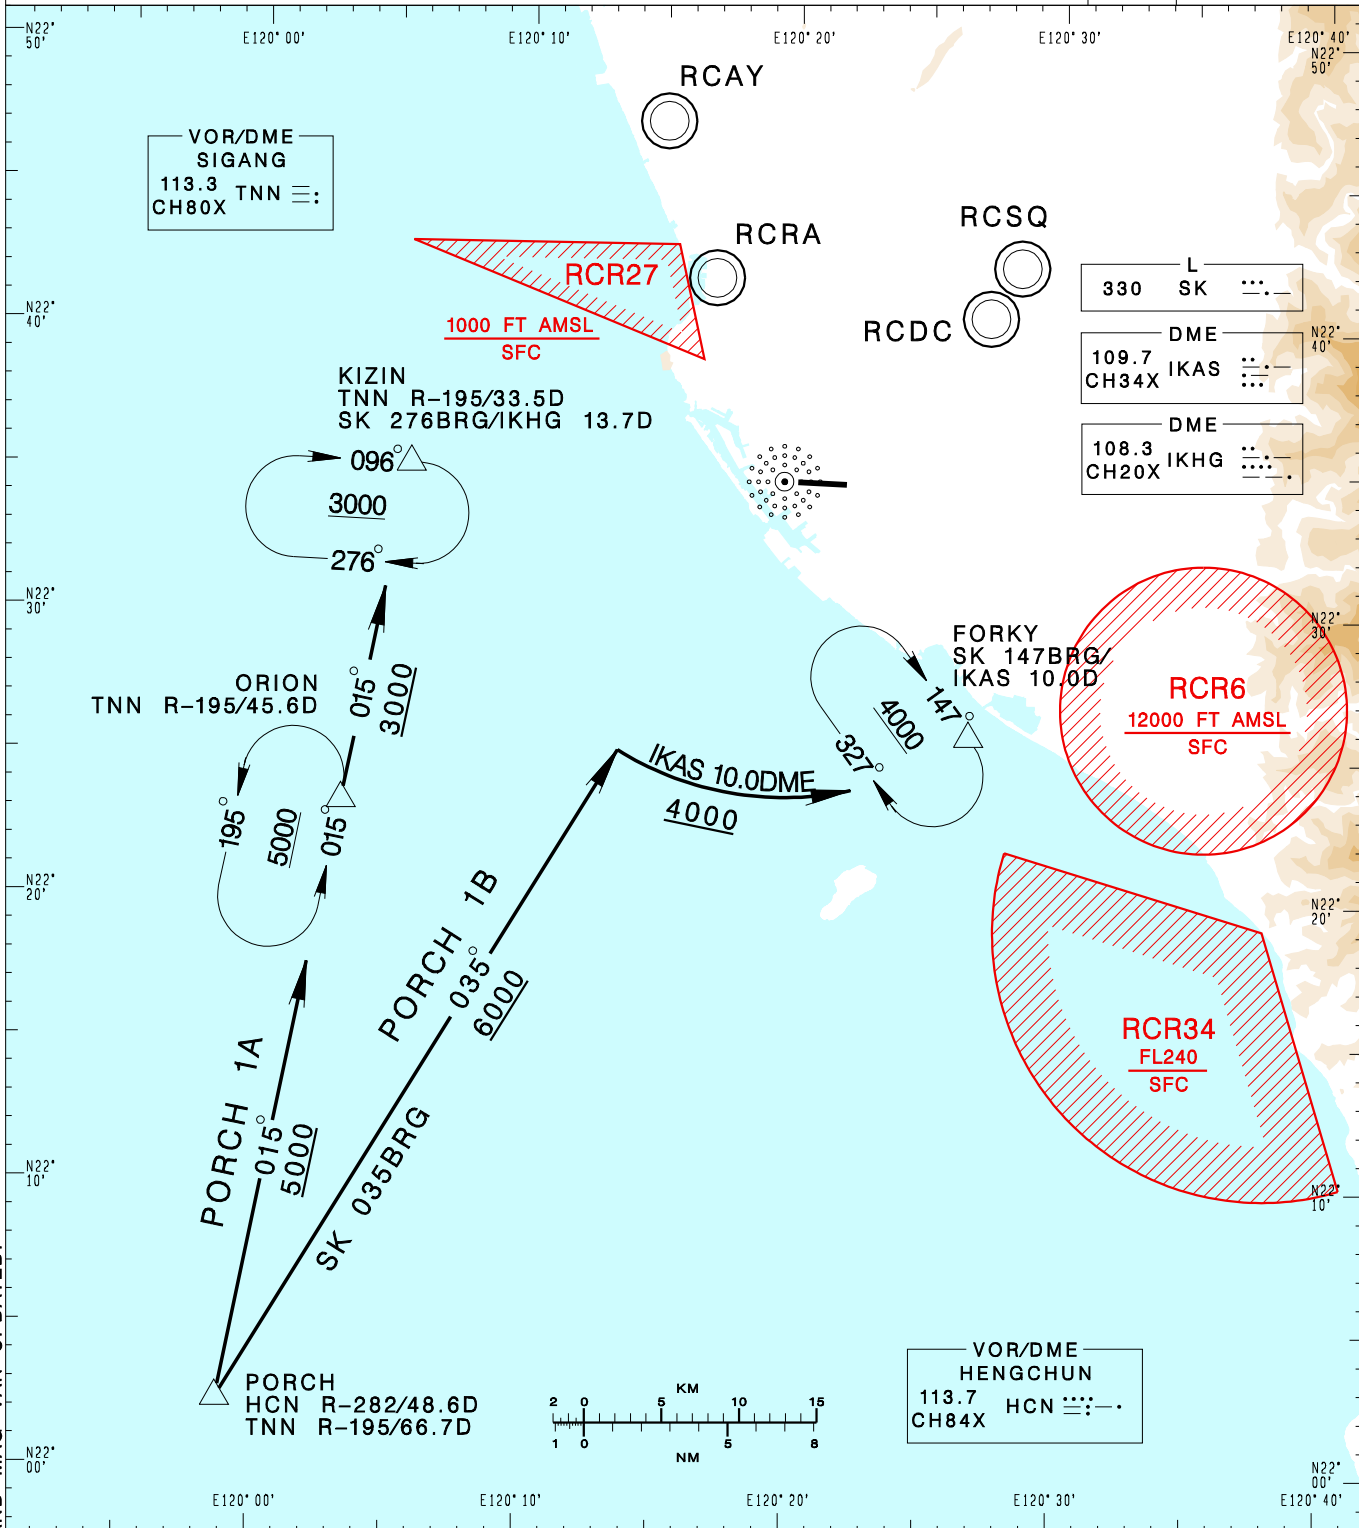 N22° 50'
E120° 00'
E120° 10'
E120° 20'
E120° 30'
E120° 40'
N22° 50'
RCAY
VOR/DME
SIGANG
113.3
CH80X
TNN
RCRA
RCSQ
RCR27
1000 FT AMSL
SFC
RCDC
L
330 SK
DME
109.7
CH34X
IKAS
DME
108.3
CH20X
IKHG
N22° 40'
N22° 40'
KIZIN
TNN R-195/33.5D
SK 276BRG/IKHG 13.7D
096°
3000
276°
N22° 30'
N22° 30'
FORKY
SK 147BRG/
IKAS 10.0D
147°
4000
327°
RCR6
12000 FT AMSL
SFC
ORION
TNN R-195/45.6D
015°
3000
195°
5000
015°
IKAS 10.0DME
4000
N22° 20'
N22° 20'
PORCH 1B
035°
6000
SK 035BRG
PORCH 1A
015°
5000
RCR34
FL240
SFC
N22° 10'
N22° 10'
PORCH
HCN R-282/48.6D
TNN R-195/66.7D
KM
2 0 5 10 15
1 0 5 8
NM
VOR/DME
HENGCHUN
113.7
CH84X
HCN
N22° 00'
N22° 00'
E120° 00'
E120° 10'
E120° 20'
E120° 30'
E120° 40'